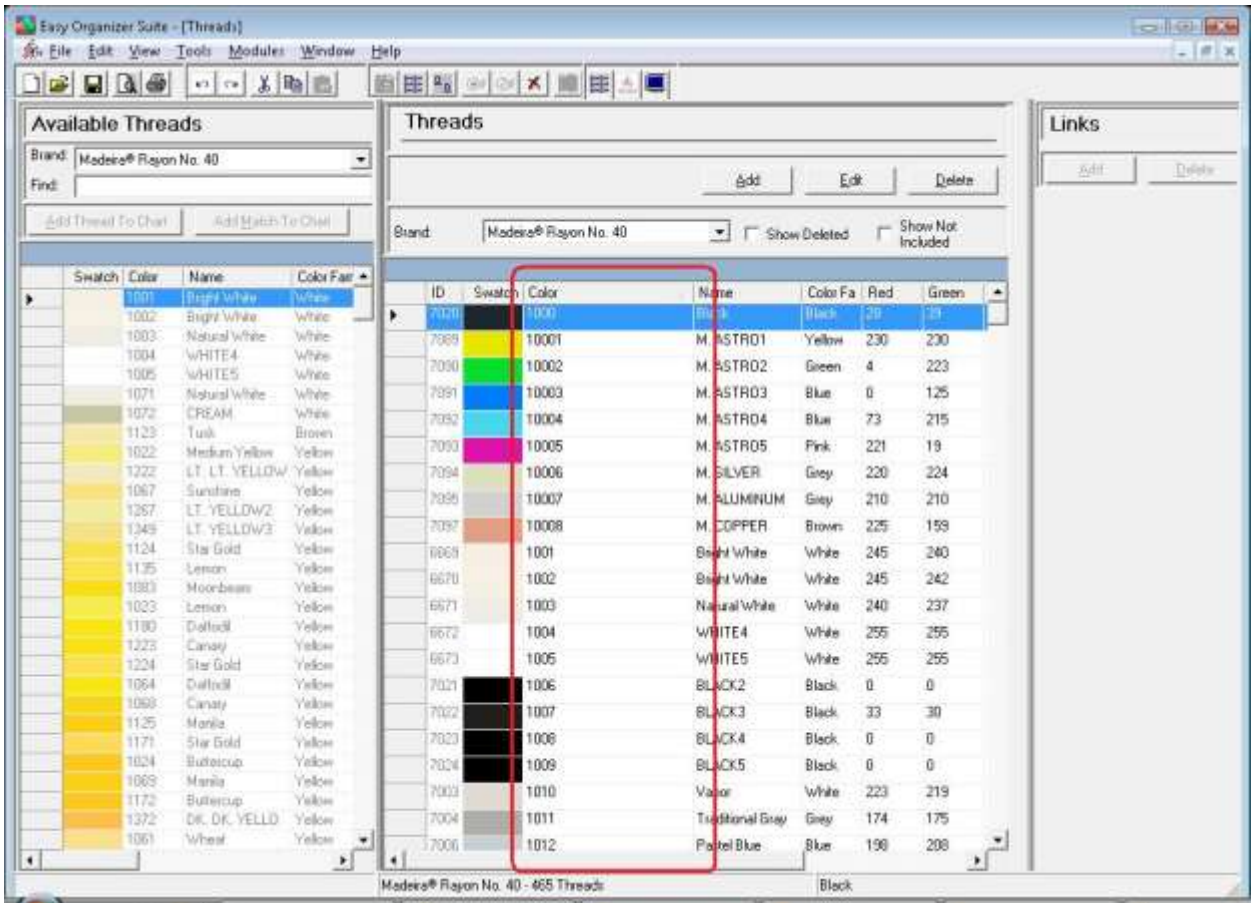 Easy Organizer Suite - [Threads]
File Edit View Tools Modules Window Help
Available Threads
Brand: Madeira® Rayon No. 40
Find:
Add Thread To Chart Add Match To Chart
Swatch Color Name Color Fam
1001 Bright White White
1002 Bright White White
1003 Natural White White
1004 WHITE4 White
1005 WHITE5 White
1071 Natural White White
1072 CREAM White
1123 Tusk Brown
1022 Medium Yellow Yellow
1222 LT. LT. YELLOW Yellow
1067 Sunshine Yellow
1267 LT. YELLOW2 Yellow
1349 LT. YELLOW3 Yellow
1124 Star Gold Yellow
1135 Lemon Yellow
1083 Moonbeam Yellow
1023 Lemon Yellow
1180 Daffodil Yellow
1223 Canary Yellow
1224 Star Gold Yellow
1064 Daffodil Yellow
1068 Canary Yellow
1125 Manila Yellow
1171 Star Gold Yellow
1024 Buttercup Yellow
1069 Manila Yellow
1172 Buttercup Yellow
1372 DK. DK. YELLO Yellow
1061 Wheat Yellow
Threads
Add Edit Delete
Brand: Madeira® Rayon No. 40 Show Deleted Show Not Included
ID Swatch Color Name Color Fa Red Green
7020 1000 Black Black 28 39
7089 10001 M. ASTRO1 Yellow 230 230
7090 10002 M. ASTRO2 Green 4 223
7091 10003 M. ASTRO3 Blue 0 125
7092 10004 M. ASTRO4 Blue 73 215
7093 10005 M. ASTRO5 Pink 221 19
7094 10006 M. SILVER Grey 220 224
7095 10007 M. ALUMINUM Grey 210 210
7097 10008 M. COPPER Brown 225 159
6669 1001 Bright White White 245 240
6670 1002 Bright White White 245 242
6671 1003 Natural White White 240 237
6672 1004 WHITE4 White 255 255
6673 1005 WHITE5 White 255 255
7021 1006 BLACK2 Black 0 0
7022 1007 BLACK3 Black 33 30
7023 1008 BLACK4 Black 0 0
7024 1009 BLACK5 Black 0 0
7003 1010 Vapor White 223 219
7004 1011 Traditional Gray Grey 174 175
7006 1012 Pastel Blue Blue 198 208
Links
Add Delete
Madeira® Rayon No. 40 - 465 Threads Black